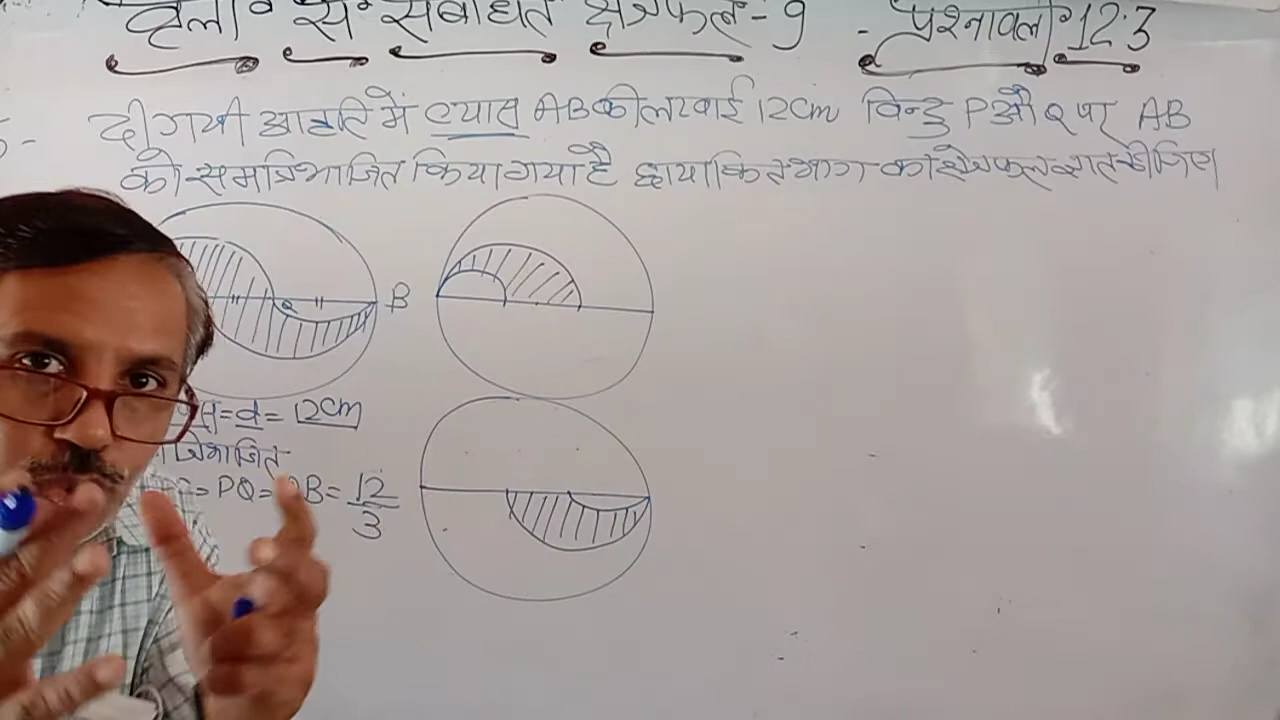 वृत्तों से संबंधित क्षेत्रफल - 9 - प्रश्नावली 12.3
दी गयी आकृति में व्यास AB की लम्बाई 12cm बिन्दु P और Q पर AB
को समत्रिभाजित किया गया है छायांकित भाग का क्षेत्रफल ज्ञात कीजिए
Q B
= d = 12cm
त्रिभाजित
= PQ = QB = 12/3